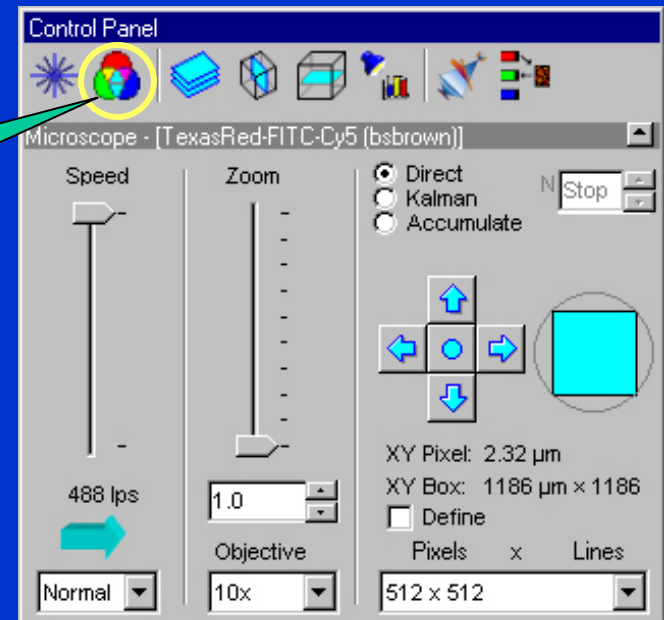 Control Panel
Microscope - [TexasRed-FITC-Cy5 (bsbrown)]
Speed
Zoom
Direct
Kalman
Accumulate
N
Stop
488 lps
1.0
XY Pixel: 2.32 µm
XY Box: 1186 µm × 1186
Define
Objective
Pixels x Lines
Normal
10x
512 x 512